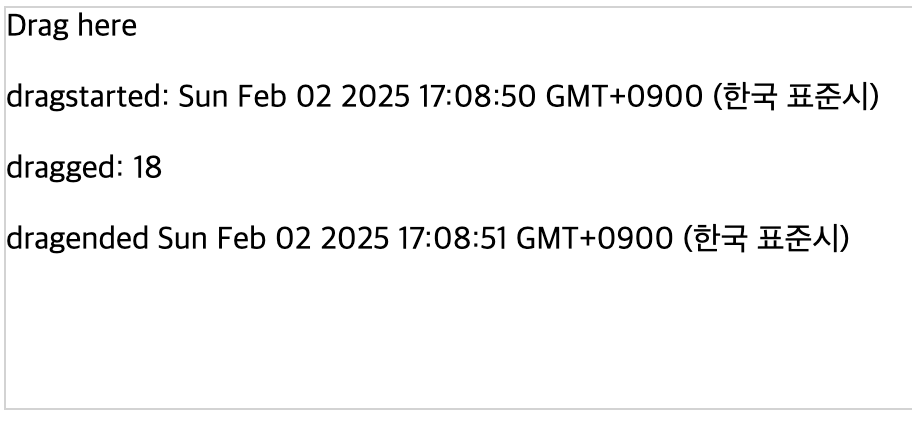 Drag here
dragstarted: Sun Feb 02 2025 17:08:50 GMT+0900 (한국 표준시)
dragged: 18
dragended Sun Feb 02 2025 17:08:51 GMT+0900 (한국 표준시)